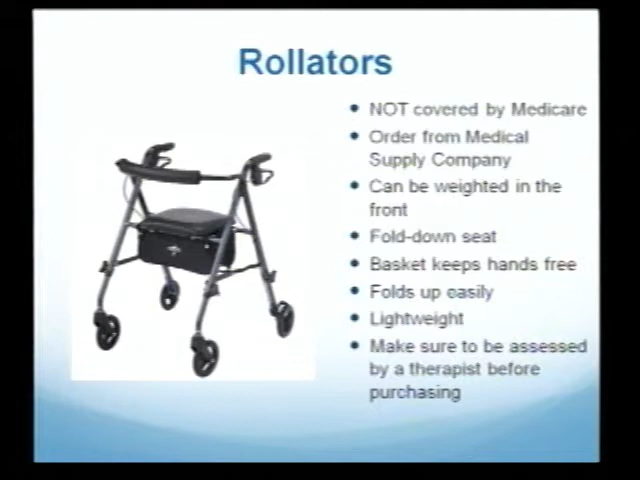 Rollators
• NOT covered by Medicare
• Order from Medical
Supply Company
• Can be weighted in the
front
• Fold-down seat
• Basket keeps hands free
• Folds up easily
• Lightweight
• Make sure to be assessed
by a therapist before
purchasing